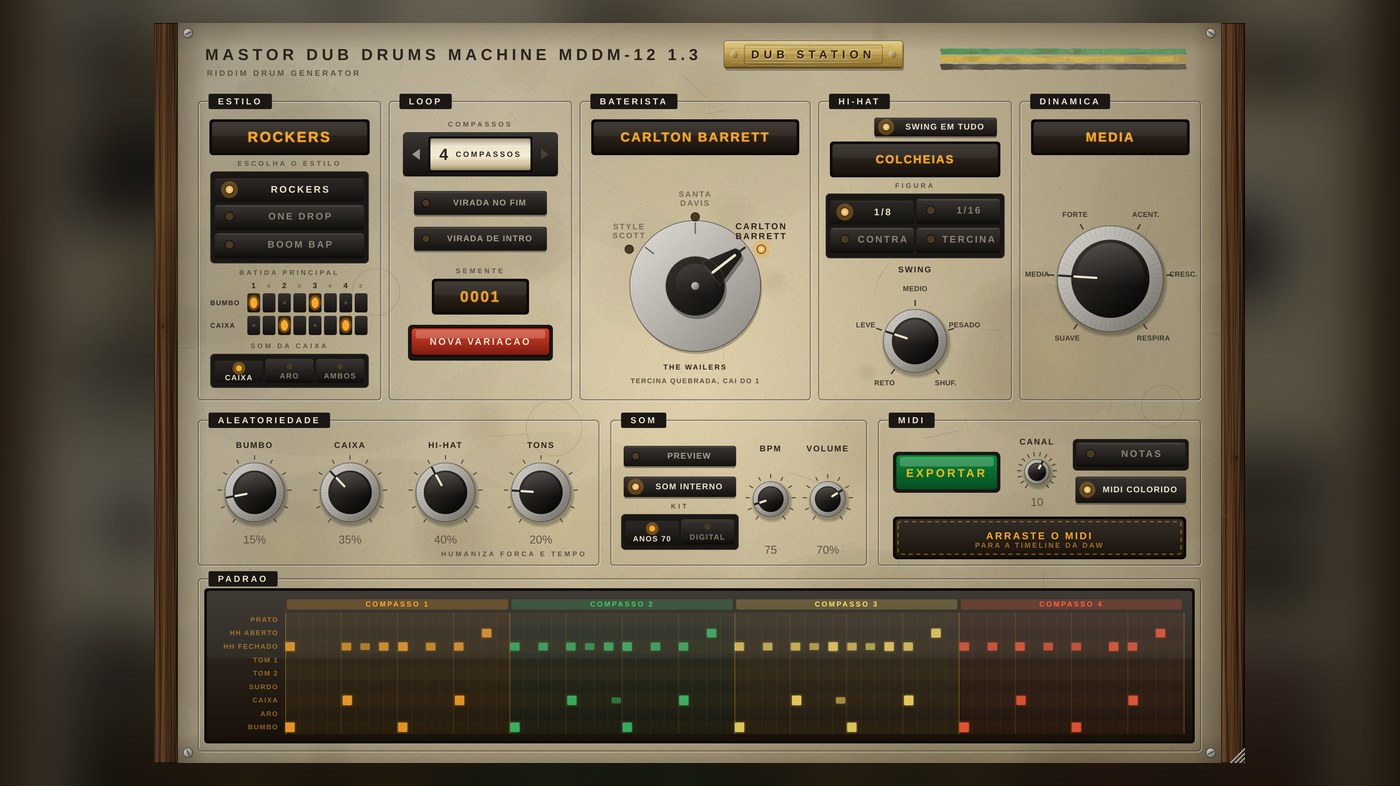 MASTOR DUB DRUMS MACHINE MDDM-12 1.3
RIDDIM DRUM GENERATOR
DUB STATION
ESTILO
ROCKERS
ESCOLHA O ESTILO
ROCKERS
ONE DROP
BOOM BAP
BATIDA PRINCIPAL
1 2 3 4
BUMBO
CAIXA
SOM DA CAIXA
CAIXA ARO AMBOS
LOOP
COMPASSOS
4 COMPASSOS
VIRADA NO FIM
VIRADA DE INTRO
SEMENTE
0001
NOVA VARIACAO
BATERISTA
CARLTON BARRETT
SANTA
DAVIS
STYLE
SCOTT
CARLTON
BARRETT
THE WAILERS
TERCINA QUEBRADA, CAI DO 1
HI-HAT
SWING EM TUDO
COLCHEIAS
FIGURA
1/8 1/16
CONTRA TERCINA
SWING
MEDIO
LEVE PESADO
RETO SHUF.
DINAMICA
MEDIA
FORTE ACENT.
MEDIA CRESC.
SUAVE RESPIRA
ALEATORIEDADE
BUMBO CAIXA HI-HAT TONS
15% 35% 40% 20%
HUMANIZA FORCA E TEMPO
SOM
PREVIEW
SOM INTERNO
KIT
ANOS 70 DIGITAL
BPM VOLUME
75 70%
MIDI
EXPORTAR
CANAL
10
NOTAS
MIDI COLORIDO
ARRASTE O MIDI
PARA A TIMELINE DA DAW
PADRAO
COMPASSO 1 COMPASSO 2 COMPASSO 3 COMPASSO 4
PRATO
HH ABERTO
HH FECHADO
TOM 1
TOM 2
SURDO
CAIXA
ARO
BUMBO